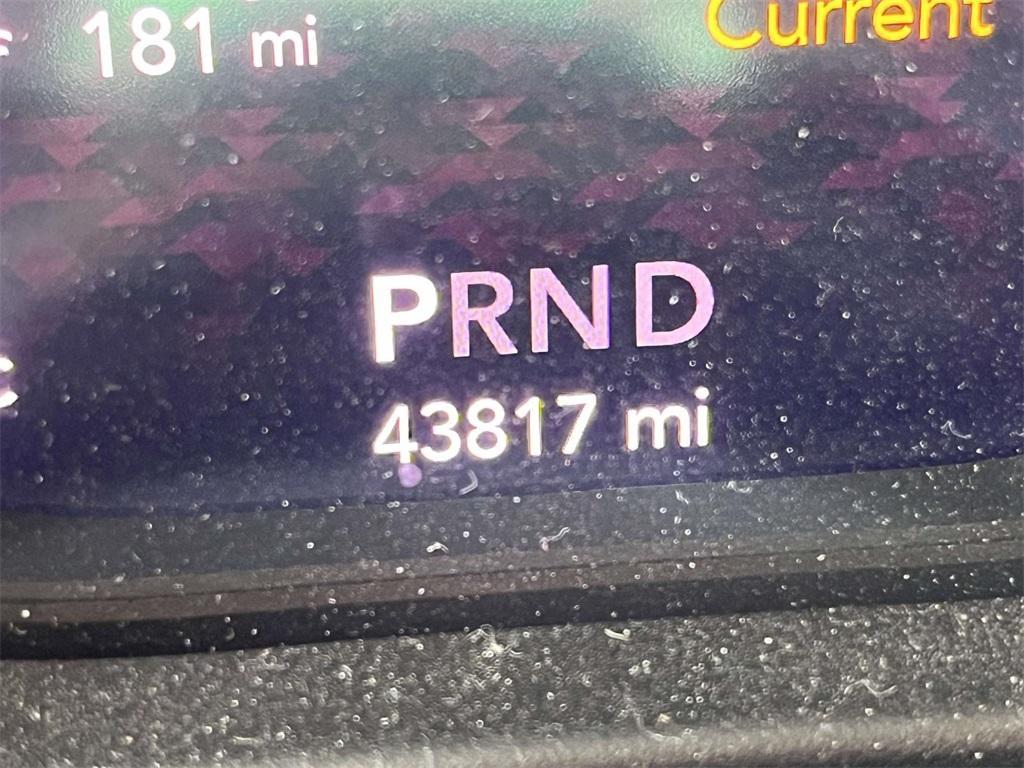 181 mi
Current
PRND
43817 mi